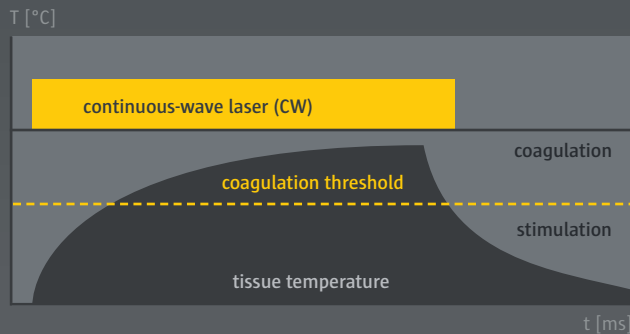 T [°C]
continuous-wave laser (CW)
coagulation
coagulation threshold
stimulation
tissue temperature
t [ms]